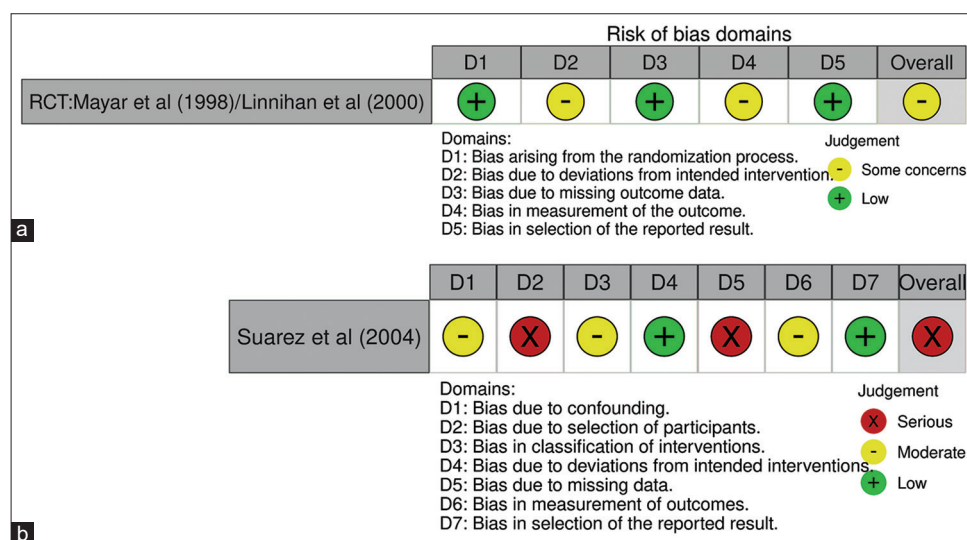 Risk of bias domains
D1 D2 D3 D4 D5 Overall
RCT:Mayar et al (1998)/Linnihan et al (2000) + - + - + -
Domains:
D1: Bias arising from the randomization process.
D2: Bias due to deviations from intended intervention.
D3: Bias due to missing outcome data.
D4: Bias in measurement of the outcome.
D5: Bias in selection of the reported result.
Judgement
- Some concerns
+ Low
a
D1 D2 D3 D4 D5 D6 D7 Overall
Suarez et al (2004) - X - + X - + X
Domains:
D1: Bias due to confounding.
D2: Bias due to selection of participants.
D3: Bias in classification of interventions.
D4: Bias due to deviations from intended interventions.
D5: Bias due to missing data.
D6: Bias in measurement of outcomes.
D7: Bias in selection of the reported result.
Judgement
X Serious
- Moderate
+ Low
b